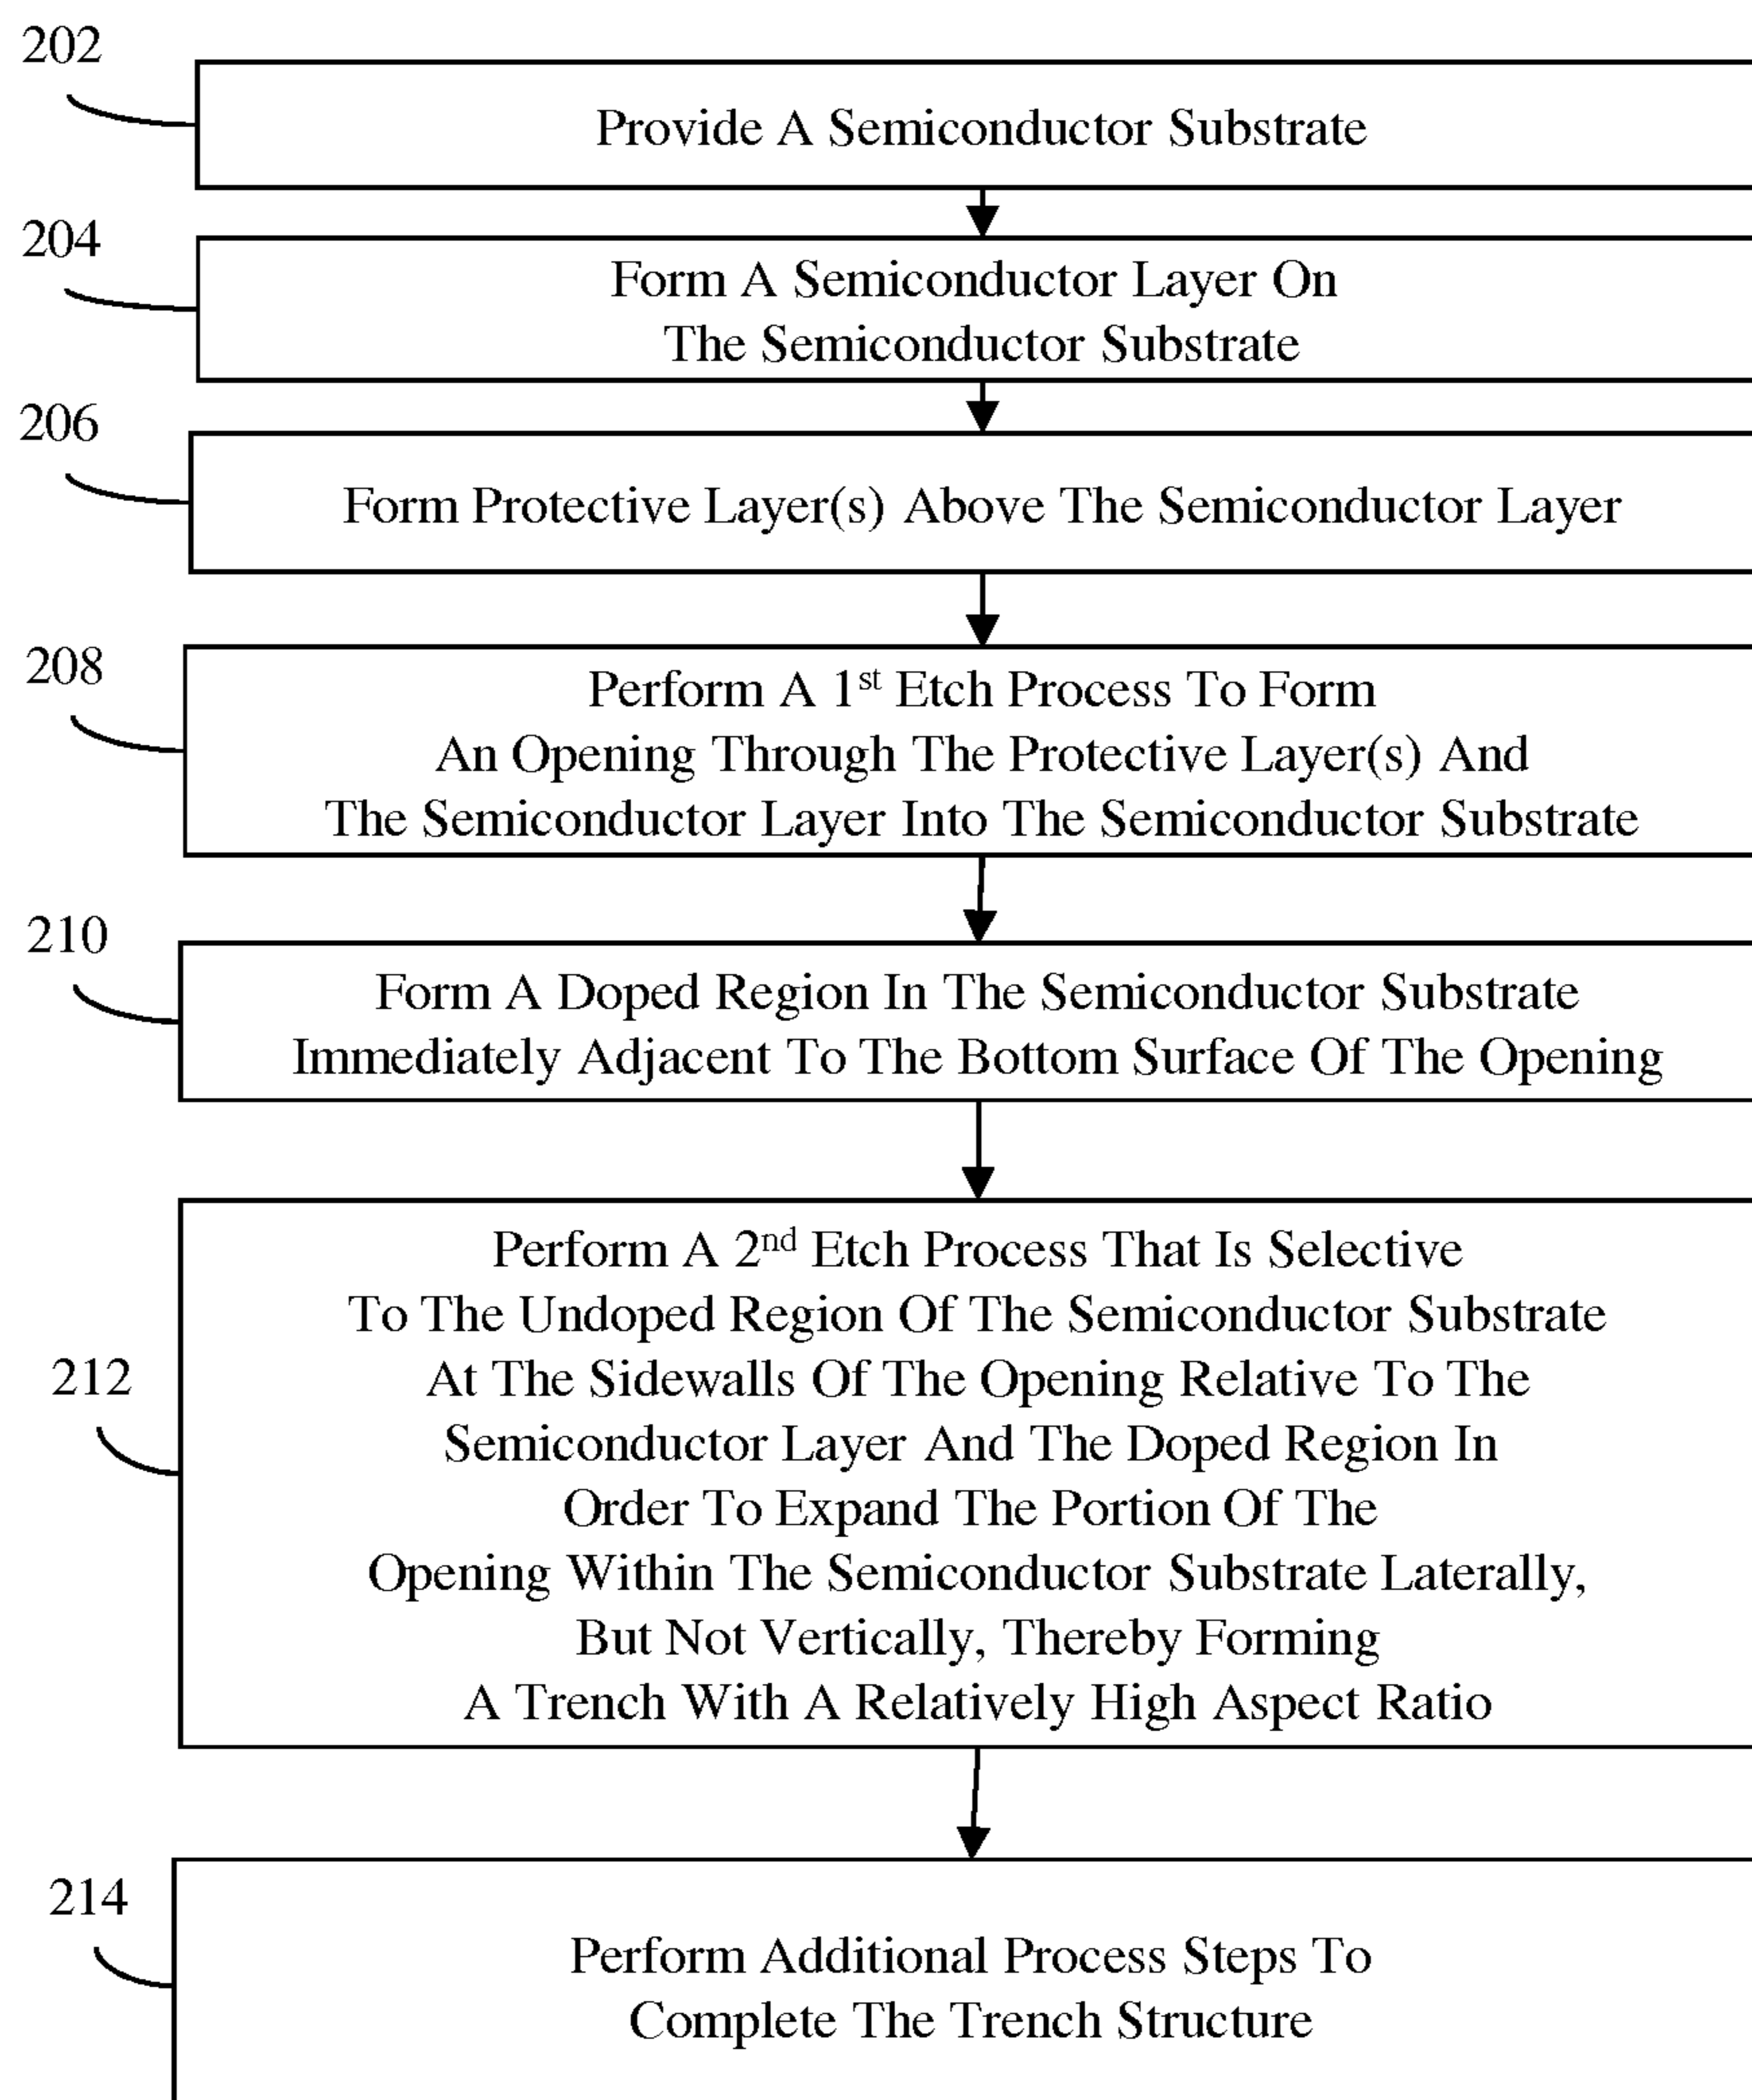 202
Provide A Semiconductor Substrate
204
Form A Semiconductor Layer On
The Semiconductor Substrate
206
Form Protective Layer(s) Above The Semiconductor Layer
208
Perform A 1st Etch Process To Form
An Opening Through The Protective Layer(s) And
The Semiconductor Layer Into The Semiconductor Substrate
210
Form A Doped Region In The Semiconductor Substrate
Immediately Adjacent To The Bottom Surface Of The Opening
212
Perform A 2nd Etch Process That Is Selective
To The Undoped Region Of The Semiconductor Substrate
At The Sidewalls Of The Opening Relative To The
Semiconductor Layer And The Doped Region In
Order To Expand The Portion Of The
Opening Within The Semiconductor Substrate Laterally,
But Not Vertically, Thereby Forming
A Trench With A Relatively High Aspect Ratio
214
Perform Additional Process Steps To
Complete The Trench Structure